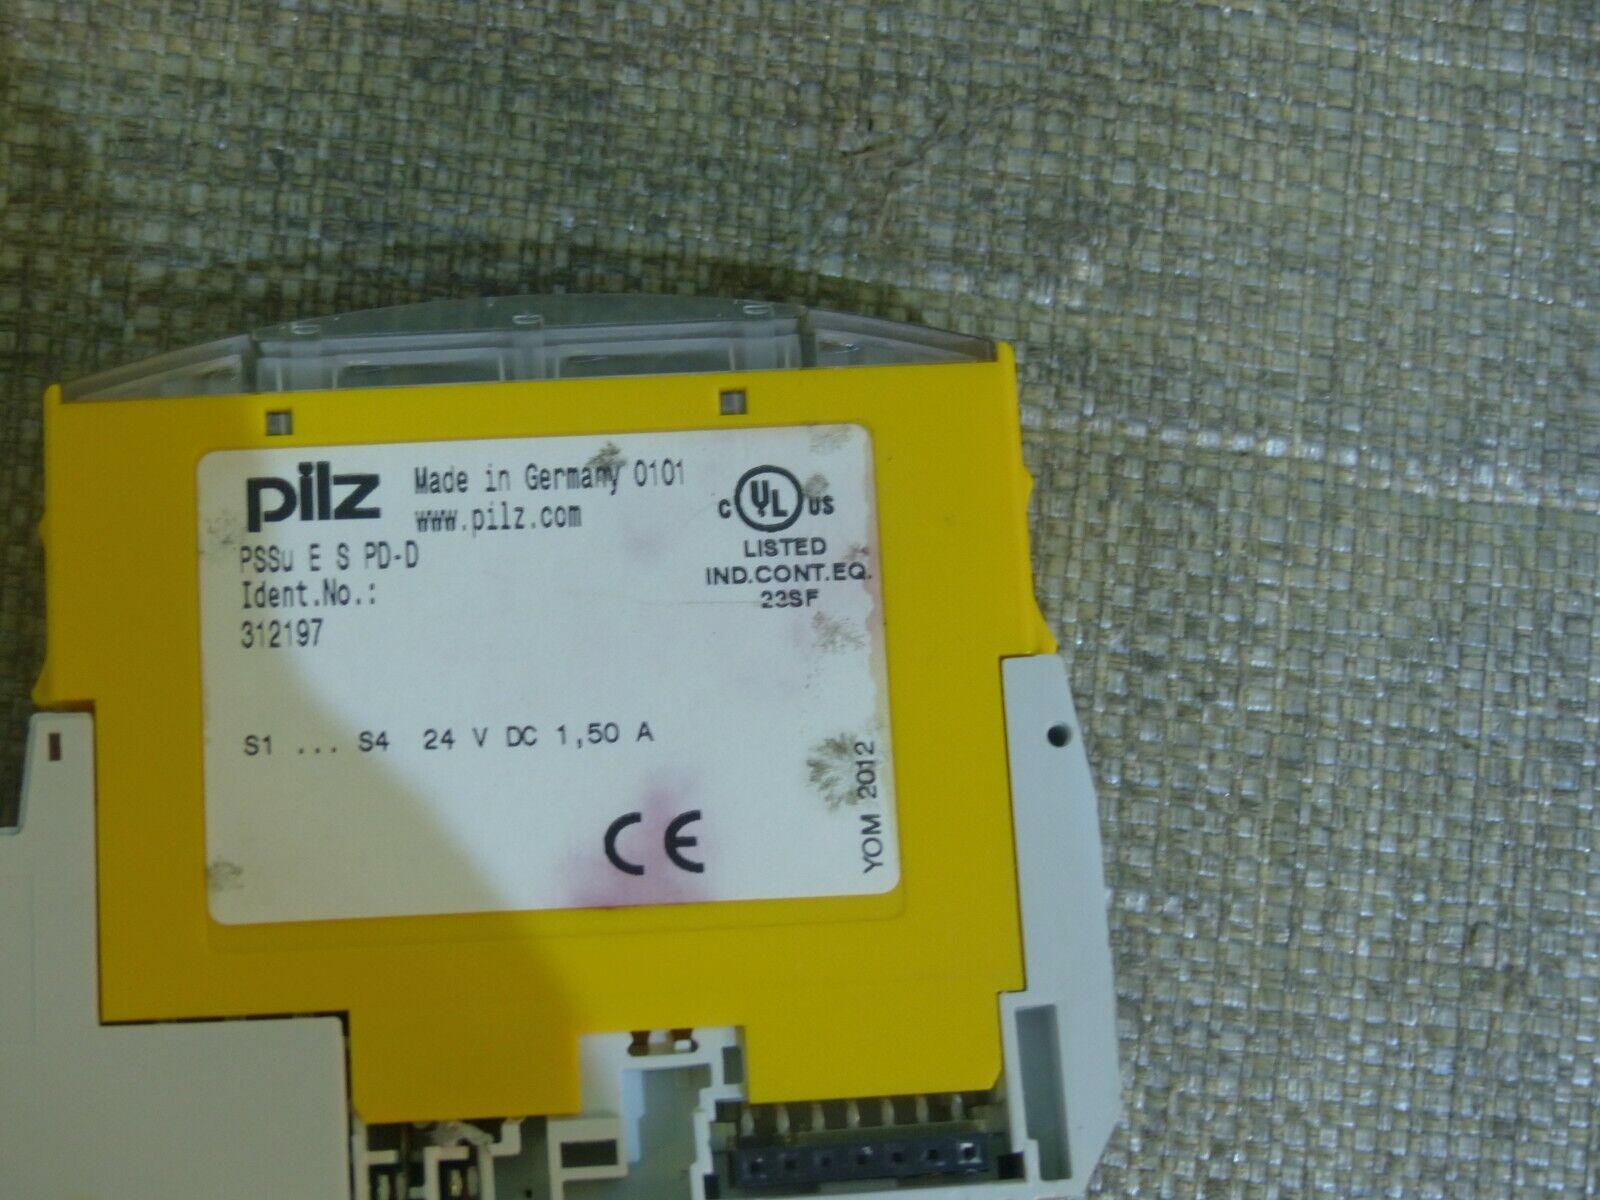 pilz
Made in Germany 0101
www.pilz.com
PSSu E S PD-D
Ident.No.:
312197
C UL US
LISTED
IND.CONT.EQ.
23SF
S1 ... S4 24 V DC 1,50 A
CE
YOM 2012